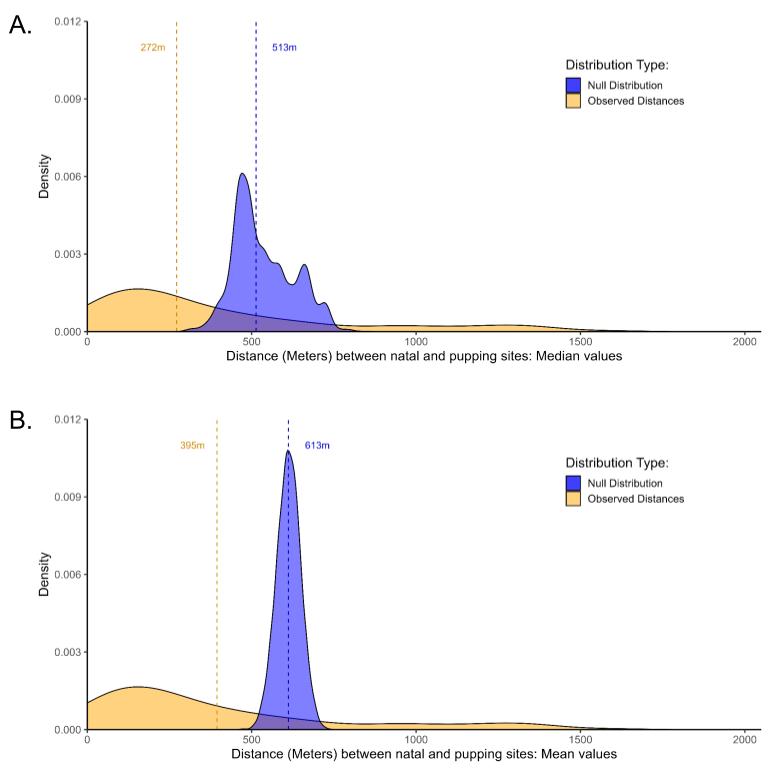 A.
0.012
272m
513m
Distribution Type:
0.009
Null Distribution
Observed Distances
Density
0.006
0.003
0.000
0 500 1000 1500 2000
Distance (Meters) between natal and pupping sites: Median values
B.
0.012
395m
613m
Distribution Type:
Null Distribution
0.009
Observed Distances
Density
0.006
0.003
0.000
0 500 1000 1500 2000
Distance (Meters) between natal and pupping sites: Mean values